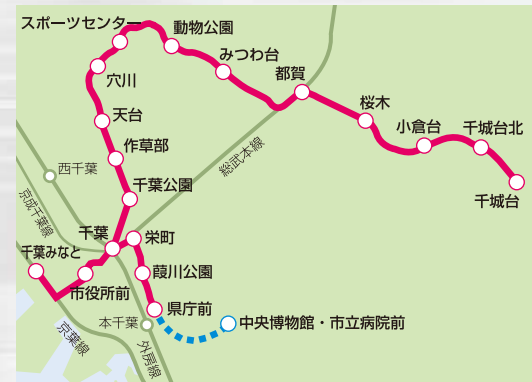 スポーツセンター
動物公園
みつわ台
穴川
都賀
桜木
天台
小倉台
千城台北
作草部
総武本線
西千葉
千葉公園
千城台
京成千葉線
千葉
栄町
千葉みなと
葭川公園
市役所前
県庁前
本千葉
中央博物館・市立病院前
京葉線
外房線